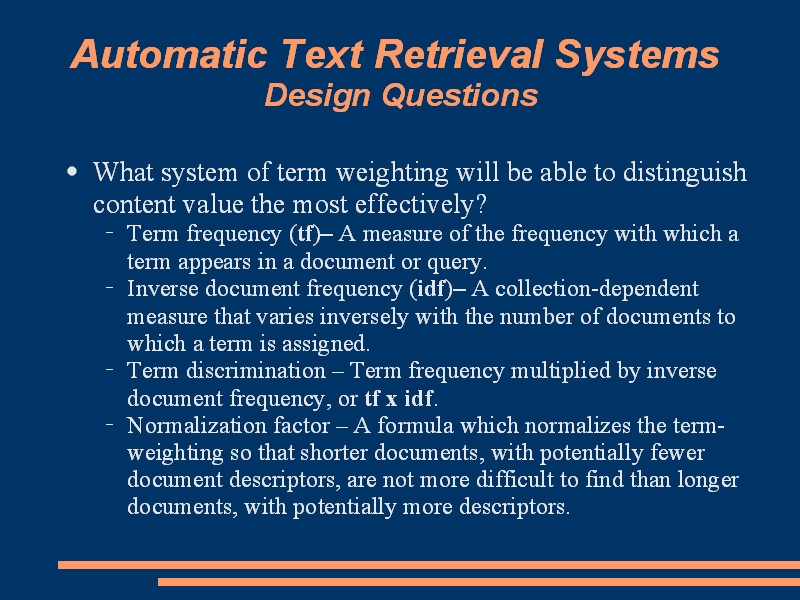 Automatic Text Retrieval Systems
Design Questions
• What system of term weighting will be able to distinguish
content value the most effectively?
– Term frequency (tf)– A measure of the frequency with which a
term appears in a document or query.
– Inverse document frequency (idf)– A collection-dependent
measure that varies inversely with the number of documents to
which a term is assigned.
– Term discrimination – Term frequency multiplied by inverse
document frequency, or tf x idf.
– Normalization factor – A formula which normalizes the term-
weighting so that shorter documents, with potentially fewer
document descriptors, are not more difficult to find than longer
documents, with potentially more descriptors.